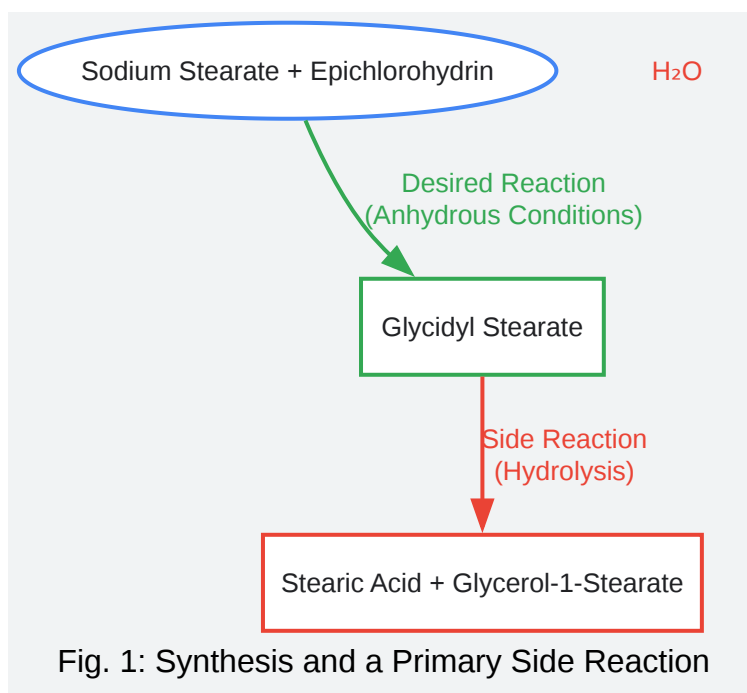 Sodium Stearate + Epichlorohydrin
H₂O
Desired Reaction
(Anhydrous Conditions)
Glycidyl Stearate
Side Reaction
(Hydrolysis)
Stearic Acid + Glycerol-1-Stearate
Fig. 1: Synthesis and a Primary Side Reaction